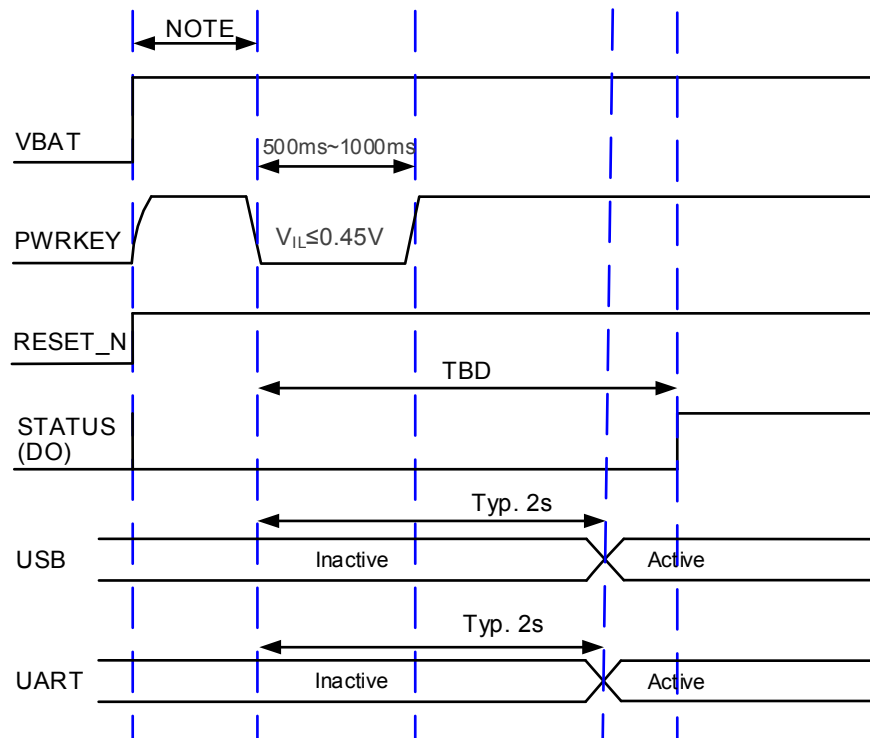 NOTE
VBAT
500ms~1000ms
PWRKEY
VIL≤0.45V
RESET_N
TBD
STATUS
(DO)
Typ. 2s
USB
Inactive
Active
Typ. 2s
UART
Inactive
Active